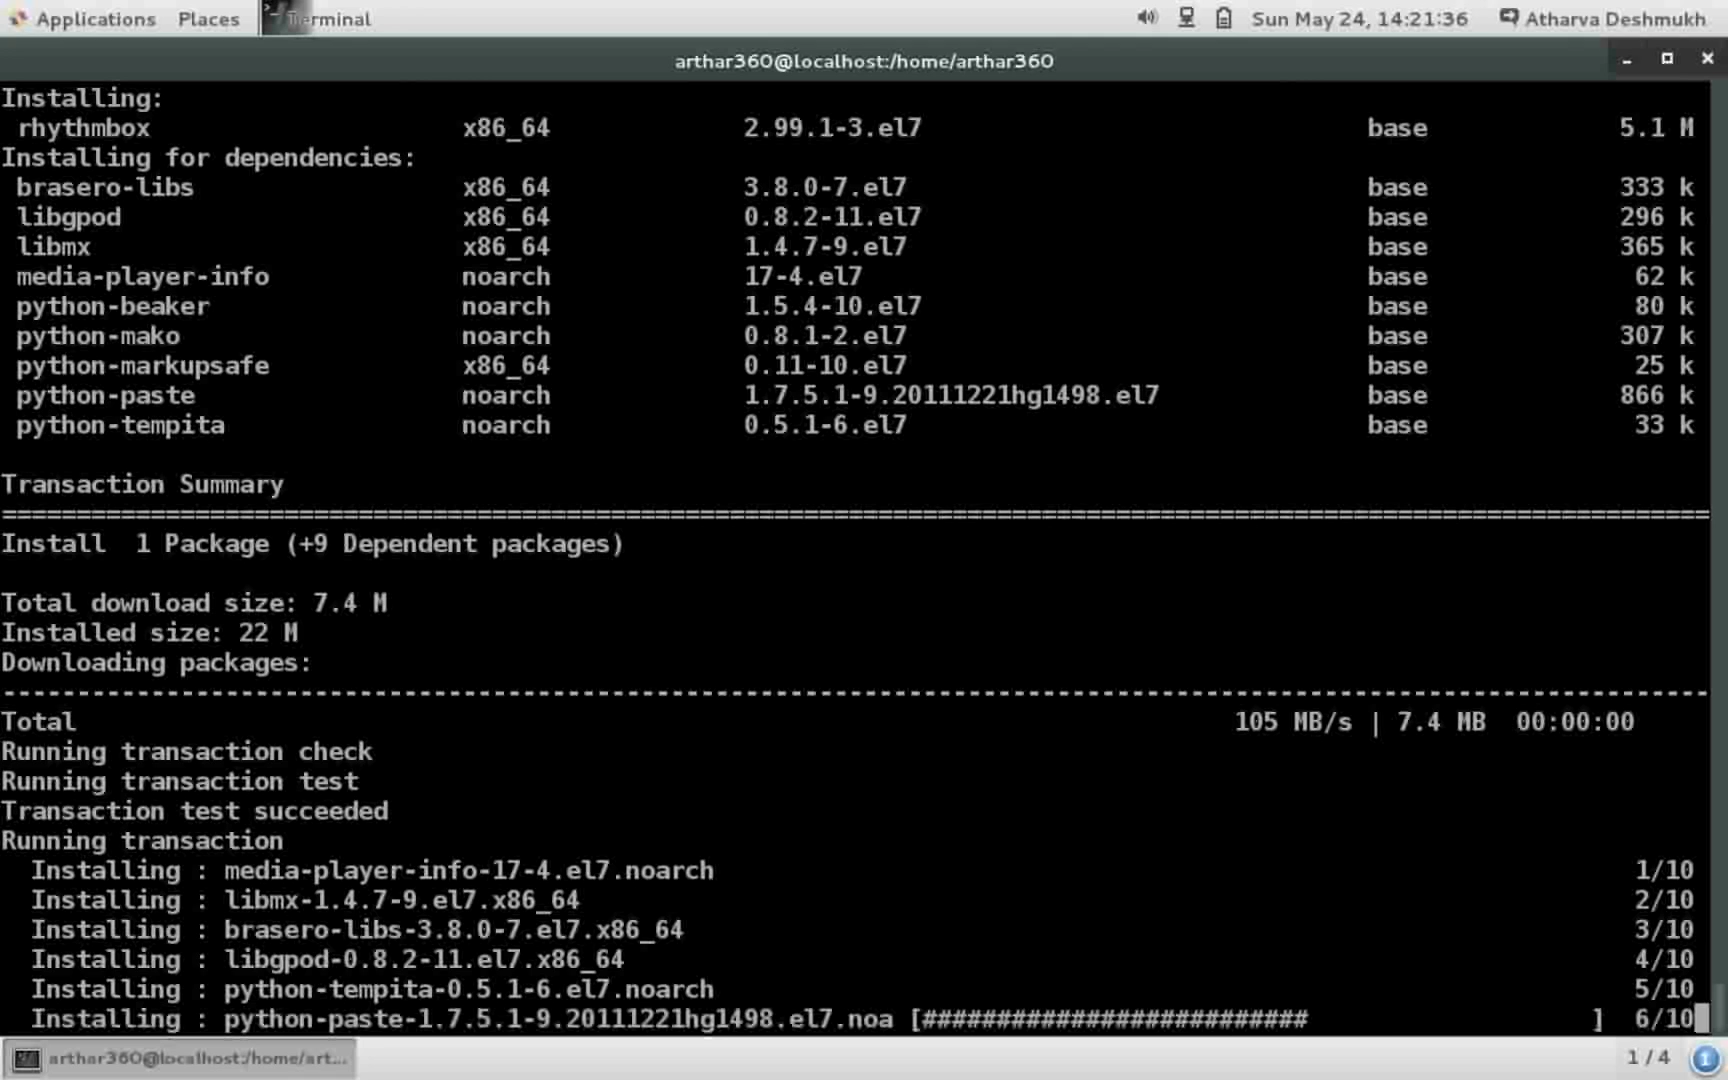 Applications Places Terminal Sun May 24, 14:21:36 Atharva Deshmukh
arthar360@localhost:/home/arthar360
Installing:
rhythmbox x86_64 2.99.1-3.el7 base 5.1 M
Installing for dependencies:
brasero-libs x86_64 3.8.0-7.el7 base 333 k
libgpod x86_64 0.8.2-11.el7 base 296 k
libmx x86_64 1.4.7-9.el7 base 365 k
media-player-info noarch 17-4.el7 base 62 k
python-beaker noarch 1.5.4-10.el7 base 80 k
python-mako noarch 0.8.1-2.el7 base 307 k
python-markupsafe x86_64 0.11-10.el7 base 25 k
python-paste noarch 1.7.5.1-9.20111221hg1498.el7 base 866 k
python-tempita noarch 0.5.1-6.el7 base 33 k
Transaction Summary
================================================================================
Install 1 Package (+9 Dependent packages)
Total download size: 7.4 M
Installed size: 22 M
Downloading packages:
--------------------------------------------------------------------------------
Total 105 MB/s | 7.4 MB 00:00:00
Running transaction check
Running transaction test
Transaction test succeeded
Running transaction
Installing : media-player-info-17-4.el7.noarch 1/10
Installing : libmx-1.4.7-9.el7.x86_64 2/10
Installing : brasero-libs-3.8.0-7.el7.x86_64 3/10
Installing : libgpod-0.8.2-11.el7.x86_64 4/10
Installing : python-tempita-0.5.1-6.el7.noarch 5/10
Installing : python-paste-1.7.5.1-9.20111221hg1498.el7.noa [########################## ] 6/10
arthar360@localhost:/home/art... 1 / 4 1